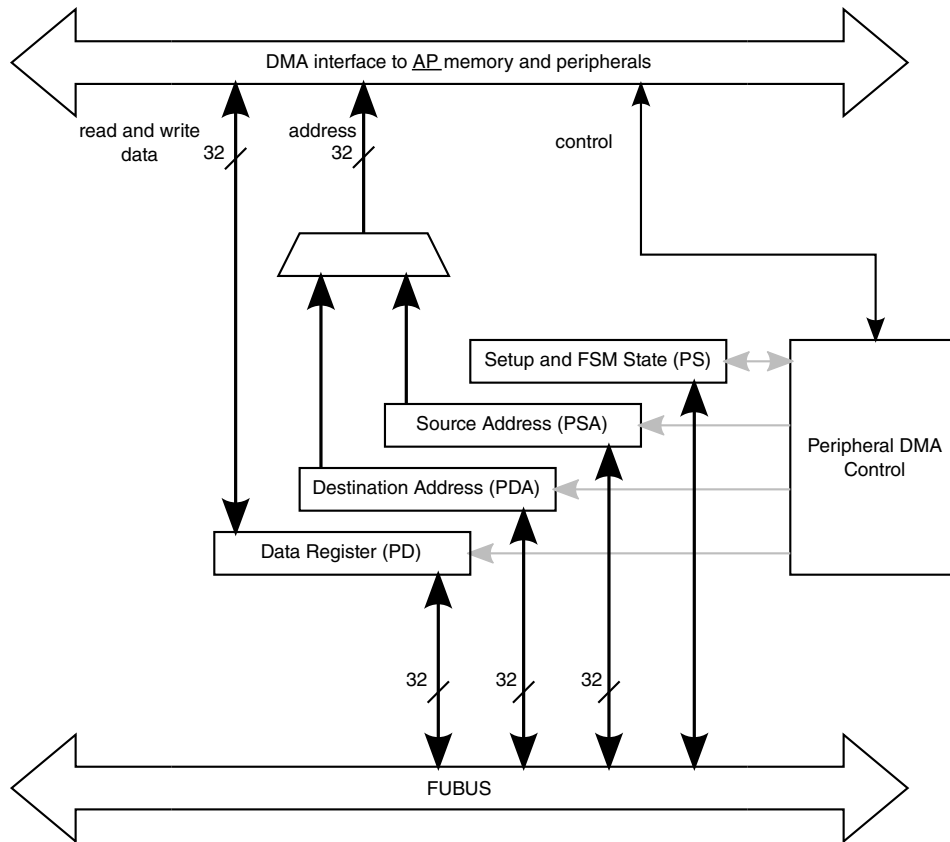 DMA interface to AP memory and peripherals
read and write
data
32
address
32
control
Setup and FSM State (PS)
Source Address (PSA)
Peripheral DMA
Control
Destination Address (PDA)
Data Register (PD)
32
32
32
FUBUS